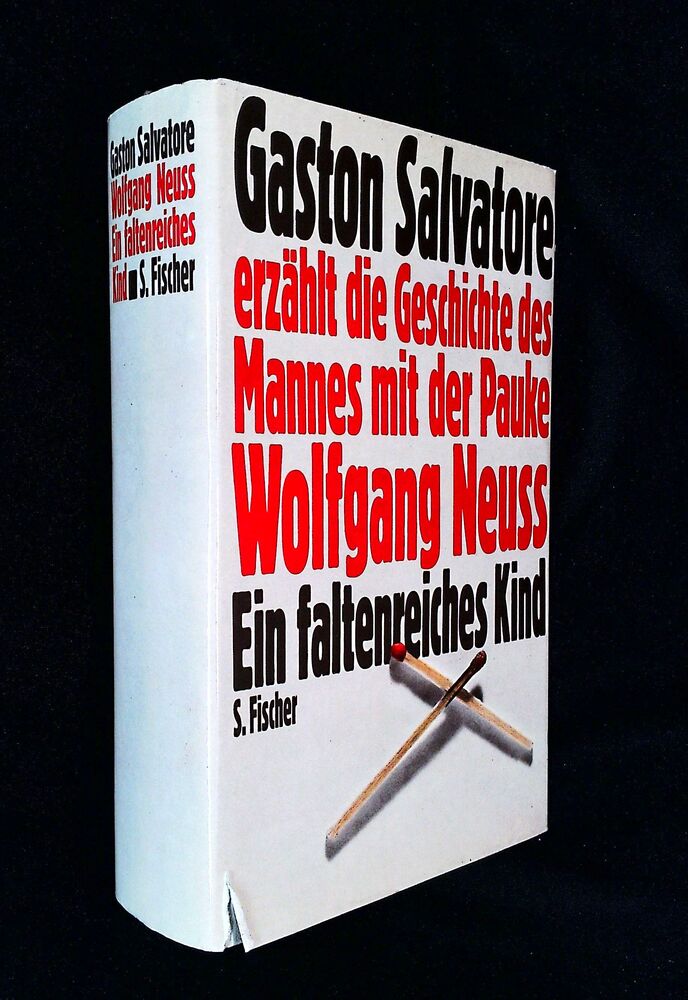 Gaston Salvatore
Wolfgang Neuss
Ein faltenreiches
Kind ■ S. Fischer
Gaston Salvatore
erzählt die Geschichte des
Mannes mit der Pauke
Wolfgang Neuss
Ein faltenreiches Kind
S. Fischer